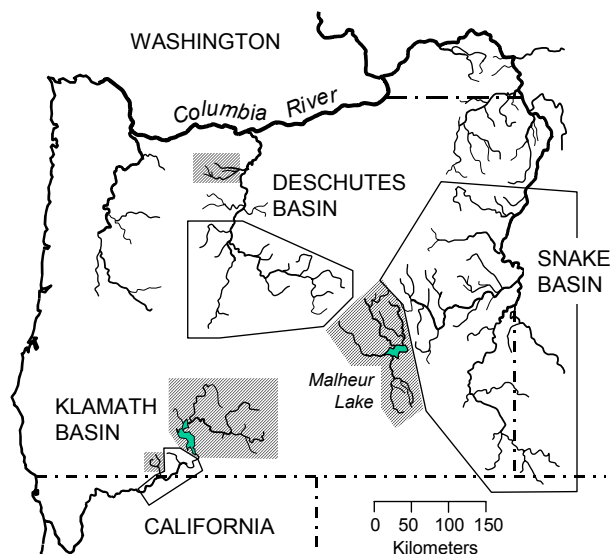 WASHINGTON
Columbia River
DESCHUTES
BASIN
SNAKE
BASIN
Malheur
Lake
KLAMATH
BASIN
CALIFORNIA
0 50 100 150
Kilometers